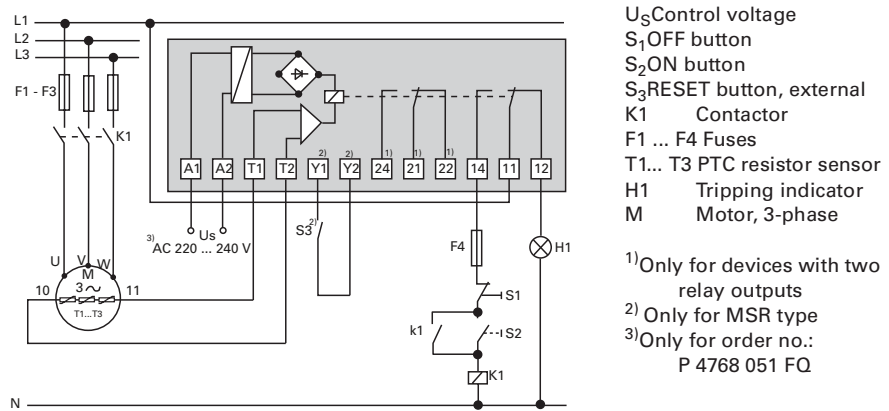 L1
L2
L3
F1 - F3
K1
A1 A2 T1 T2 Y1 Y2 24 21 22 14 11 12
2) 2) 1) 1) 1)
3) AC 220 ... 240 V
Us
S3 2)
F4
H1
U V W
M
3 ~
10 11
T1...T3
S1
k1
S2
K1
N
USControl voltage
S1OFF button
S2ON button
S3RESET button, external
K1 Contactor
F1 ... F4 Fuses
T1... T3 PTC resistor sensor
H1 Tripping indicator
M Motor, 3-phase
1)Only for devices with two
relay outputs
2) Only for MSR type
3)Only for order no.:
P 4768 051 FQ